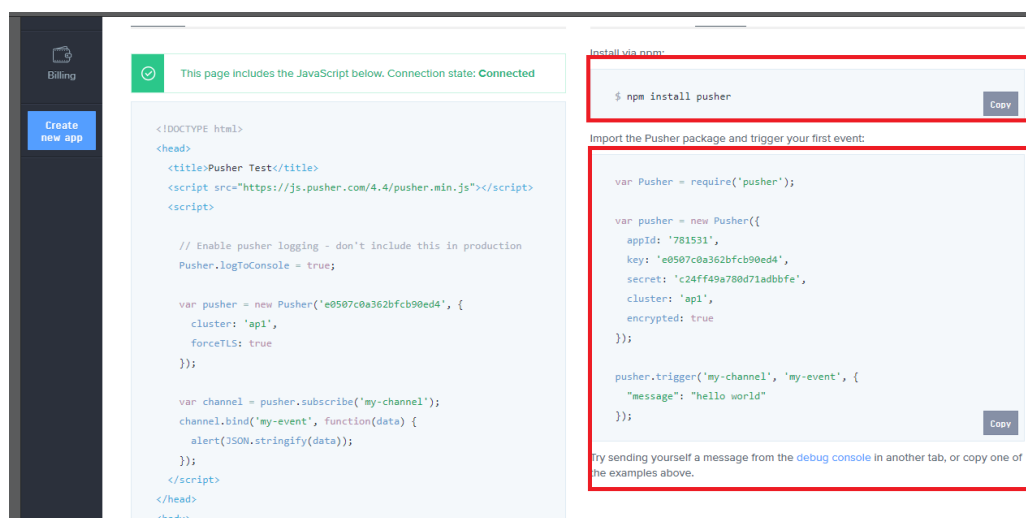 Billing
Create
new app
This page includes the JavaScript below. Connection state: Connected
<!DOCTYPE html>
<head>
<title>Pusher Test</title>
<script src="https://js.pusher.com/4.4/pusher.min.js"></script>
<script>
// Enable pusher logging - don't include this in production
Pusher.logToConsole = true;
var pusher = new Pusher('e0507c0a362bfcb90ed4', {
cluster: 'ap1',
forceTLS: true
});
var channel = pusher.subscribe('my-channel');
channel.bind('my-event', function(data) {
alert(JSON.stringify(data));
});
</script>
</head>
<body>
Install via npm:
$ npm install pusher
Copy
Import the Pusher package and trigger your first event:
var Pusher = require('pusher');
var pusher = new Pusher({
appId: '781531',
key: 'e0507c0a362bfcb90ed4',
secret: 'c24ff49a780d71adbbfe',
cluster: 'ap1',
encrypted: true
});
pusher.trigger('my-channel', 'my-event', {
"message": "hello world"
});
Copy
Try sending yourself a message from the debug console in another tab, or copy one of
the examples above.